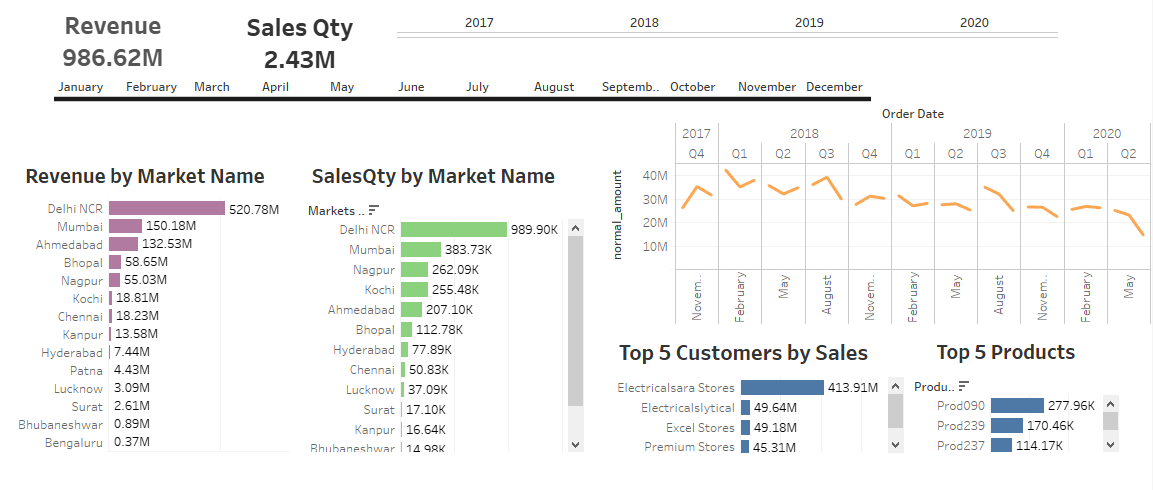 Revenue
986.62M
Sales Qty
2.43M
2017 2018 2019 2020
January February March April May June July August Septemb.. October November December
Revenue by Market Name
Delhi NCR 520.78M
Mumbai 150.18M
Ahmedabad 132.53M
Bhopal 58.65M
Nagpur 55.03M
Kochi 18.81M
Chennai 18.23M
Kanpur 13.58M
Hyderabad 7.44M
Patna 4.43M
Lucknow 3.09M
Surat 2.61M
Bhubaneshwar 0.89M
Bengaluru 0.37M
SalesQty by Market Name
Markets ..
Delhi NCR 989.90K
Mumbai 383.73K
Nagpur 262.09K
Kochi 255.48K
Ahmedabad 207.10K
Bhopal 112.78K
Hyderabad 77.89K
Chennai 50.83K
Lucknow 37.09K
Surat 17.10K
Kanpur 16.64K
Bhubaneshwar 14.98K
Order Date
2017 2018 2019 2020
Q4 Q1 Q2 Q3 Q4 Q1 Q2 Q3 Q4 Q1 Q2
normal_amount
40M
30M
20M
10M
Novem.. February May August Novem.. February May August Novem.. February May
Top 5 Customers by Sales
Electricalsara Stores 413.91M
Electricalslytical 49.64M
Excel Stores 49.18M
Premium Stores 45.31M
Top 5 Products
Produ..
Prod090 277.96K
Prod239 170.46K
Prod237 114.17K